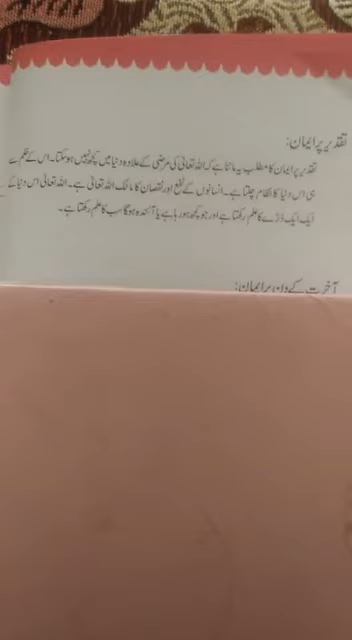 تقدیر پر ایمان:
تقدیر پر ایمان کا مطلب یہ ماننا ہے کہ اللہ تعالیٰ کی مرضی کے علاوہ دنیا میں کچھ نہیں ہو سکتا۔ اس کے حکم سے
ہی اس دنیا کا نظام چلتا ہے۔ انسانوں کے نفع اور نقصان کا مالک اللہ تعالیٰ ہے۔ اللہ تعالیٰ اس دنیا کے
ایک ایک ذرّے کا علم رکھتا ہے اور جو کچھ ہو رہا ہے یا آئندہ ہوگا سب کا علم رکھتا ہے۔
آخرت کے دن پر ایمان: